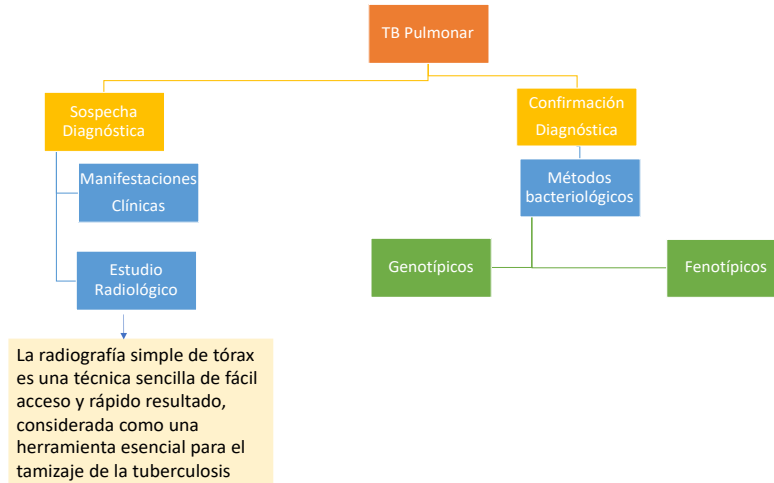 TB Pulmonar
Sospecha
Diagnóstica
Manifestaciones
Clínicas
Estudio
Radiológico
La radiografía simple de tórax
es una técnica sencilla de fácil
acceso y rápido resultado,
considerada como una
herramienta esencial para el
tamizaje de la tuberculosis
Confirmación
Diagnóstica
Métodos
bacteriológicos
Genotípicos
Fenotípicos